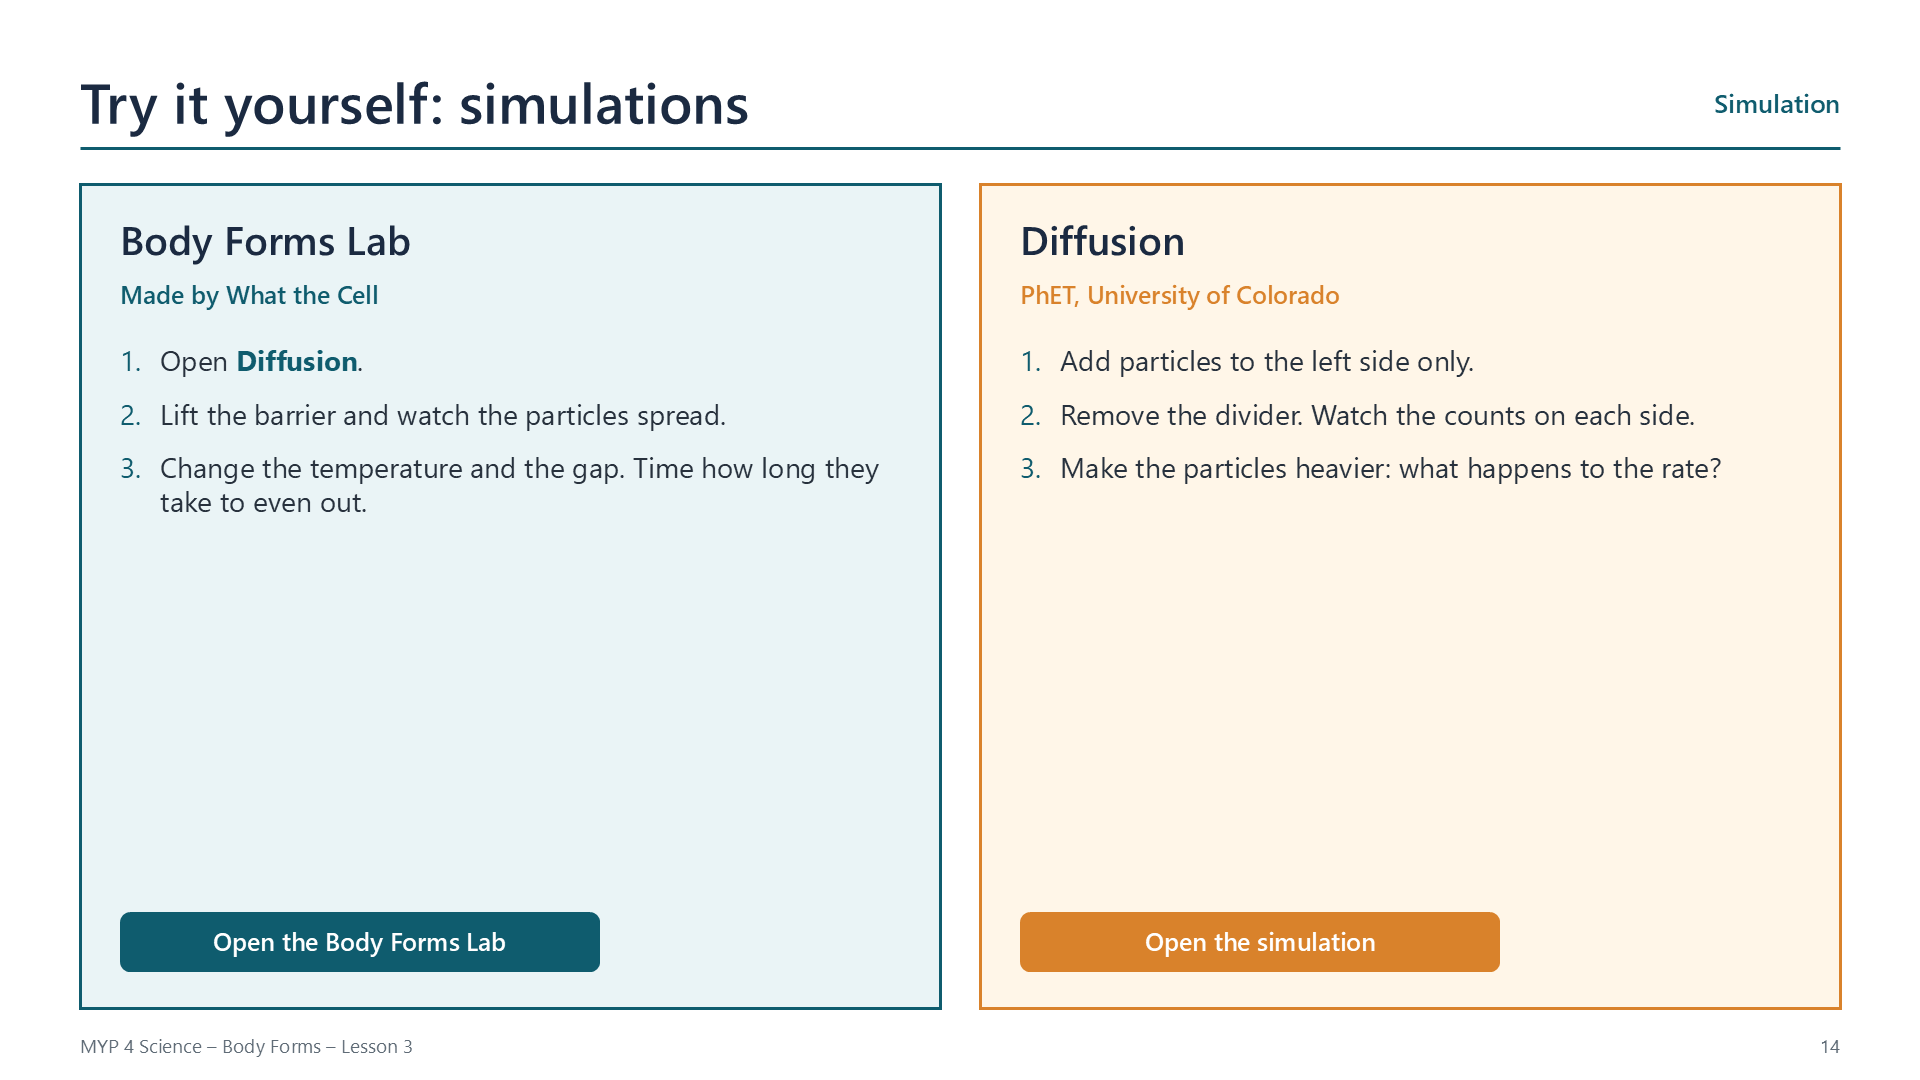 Try it yourself: simulations
Simulation
Body Forms Lab
Made by What the Cell
1. Open Diffusion.
2. Lift the barrier and watch the particles spread.
3. Change the temperature and the gap. Time how long they
take to even out.
Open the Body Forms Lab
Diffusion
PhET, University of Colorado
1. Add particles to the left side only.
2. Remove the divider. Watch the counts on each side.
3. Make the particles heavier: what happens to the rate?
Open the simulation
MYP 4 Science – Body Forms – Lesson 3
14